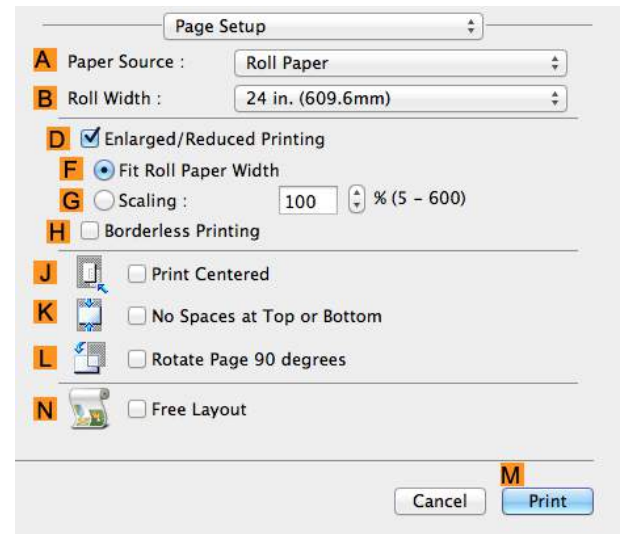 Page Setup
A Paper Source : Roll Paper
B Roll Width : 24 in. (609.6mm)
D Enlarged/Reduced Printing
F Fit Roll Paper Width
G Scaling : 100 % (5 – 600)
H Borderless Printing
J Print Centered
K No Spaces at Top or Bottom
L Rotate Page 90 degrees
N Free Layout
M
Cancel Print